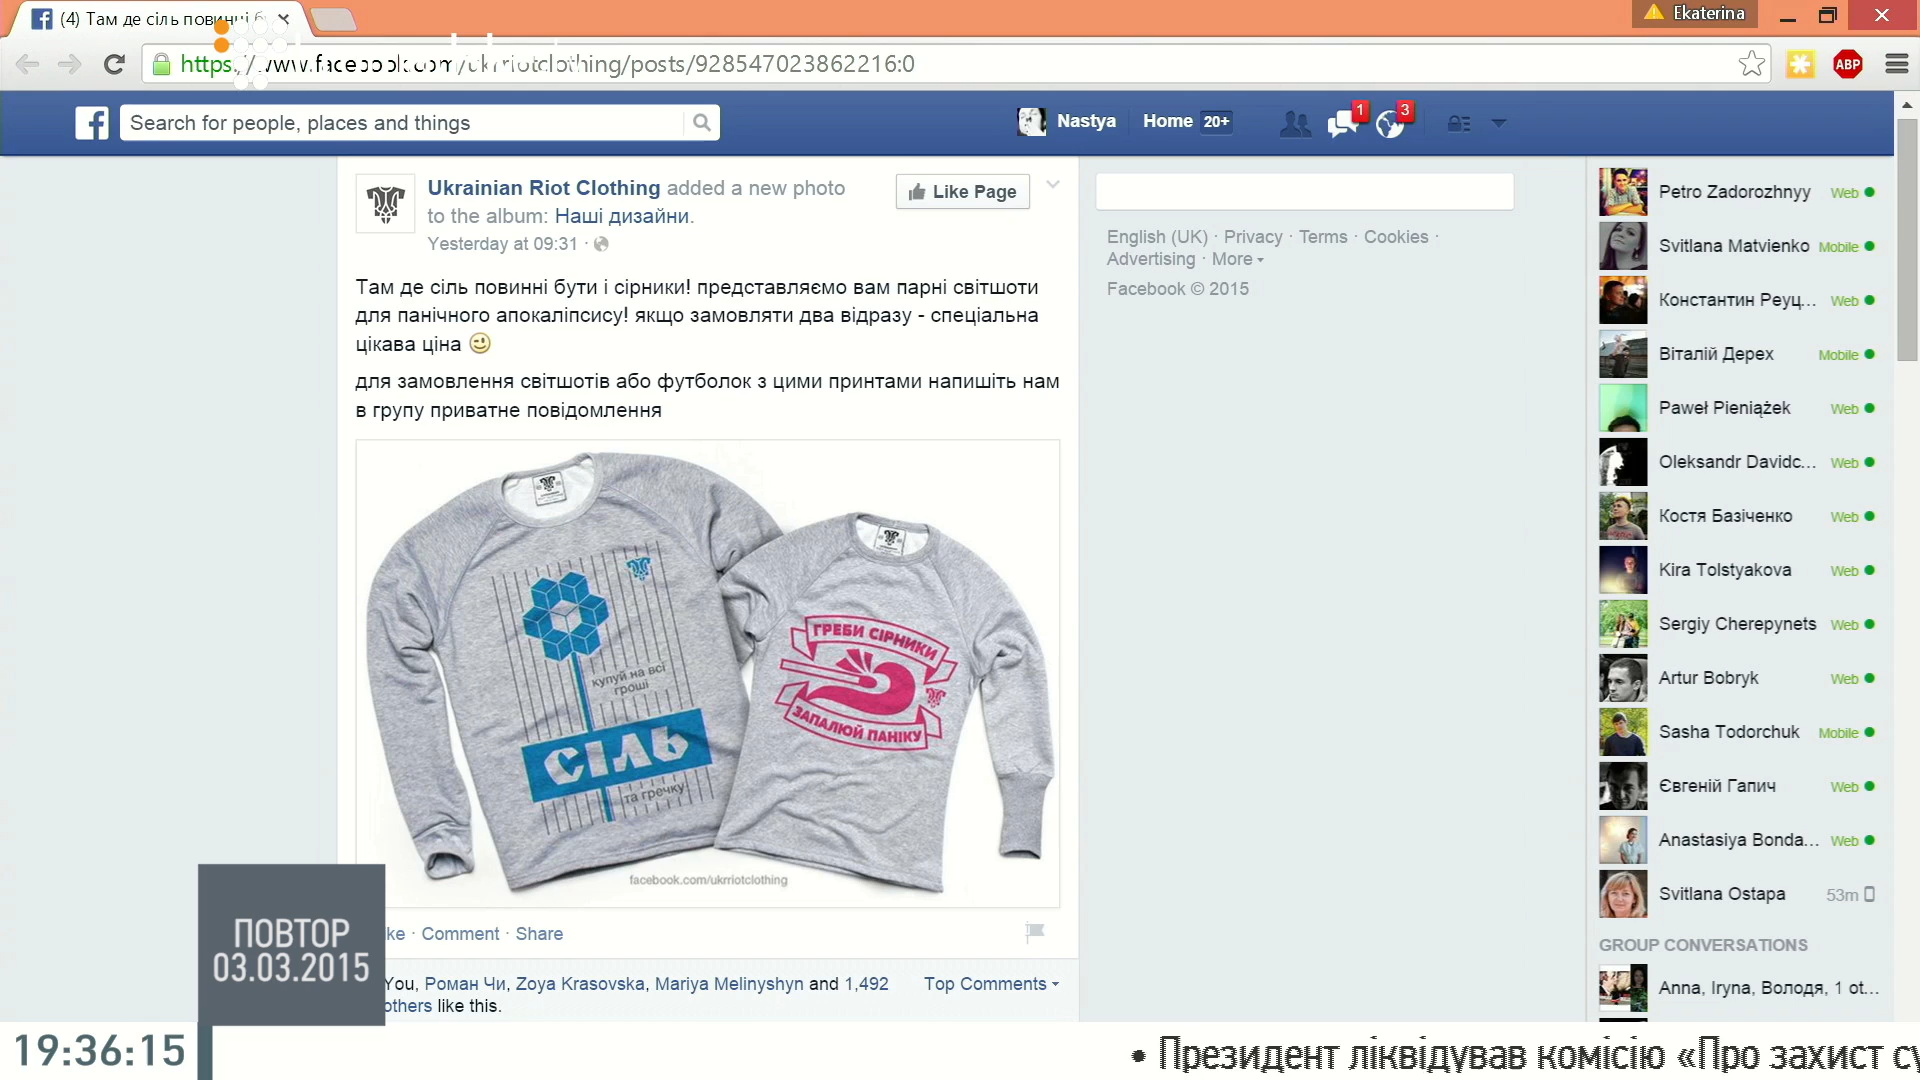 (4) Там де сіль повинні б
Ekaterina
https://www.facebook.com/ukrriotclothing/posts/928547023862216:0
ABP
Search for people, places and things
Nastya
Home 20+
1
3
Ukrainian Riot Clothing added a new photo
to the album: Наші дизайни.
Yesterday at 09:31 ·
Like Page
Там де сіль повинні бути і сірники! представляємо вам парні світшоти
для панічного апокаліпсису! якщо замовляти два відразу - спеціальна
цікава ціна
для замовлення світшотів або футболок з цими принтами напишіть нам
в групу приватне повідомлення
купуй на всі
гроші
СІЛЬ
та гречку!
ГРЕБИ СІРНИКИ
ЗАПАЛЮЙ ПАНІКУ
facebook.com/ukrriotclothing
ke · Comment · Share
You, Роман Чи, Zoya Krasovska, Mariya Melinyshyn and 1,492
others like this.
Top Comments
English (UK) · Privacy · Terms · Cookies ·
Advertising · More
Facebook © 2015
Petro Zadorozhnyy Web
Svitlana Matvienko Mobile
Константин Реуц... Web
Віталій Дерех Mobile
Paweł Pieniążek Web
Oleksandr Davidc... Web
Костя Базіченко Web
Kira Tolstyakova Web
Sergiy Cherepynets Web
Artur Bobryk Web
Sasha Todorchuk Mobile
Євгеній Гапич Web
Anastasiya Bonda... Web
Svitlana Ostapa 53m
GROUP CONVERSATIONS
Anna, Iryna, Володя, 1 ot...
ПОВТОР
03.03.2015
19:36:15
• Президент ліквідував комісію «Про захист су